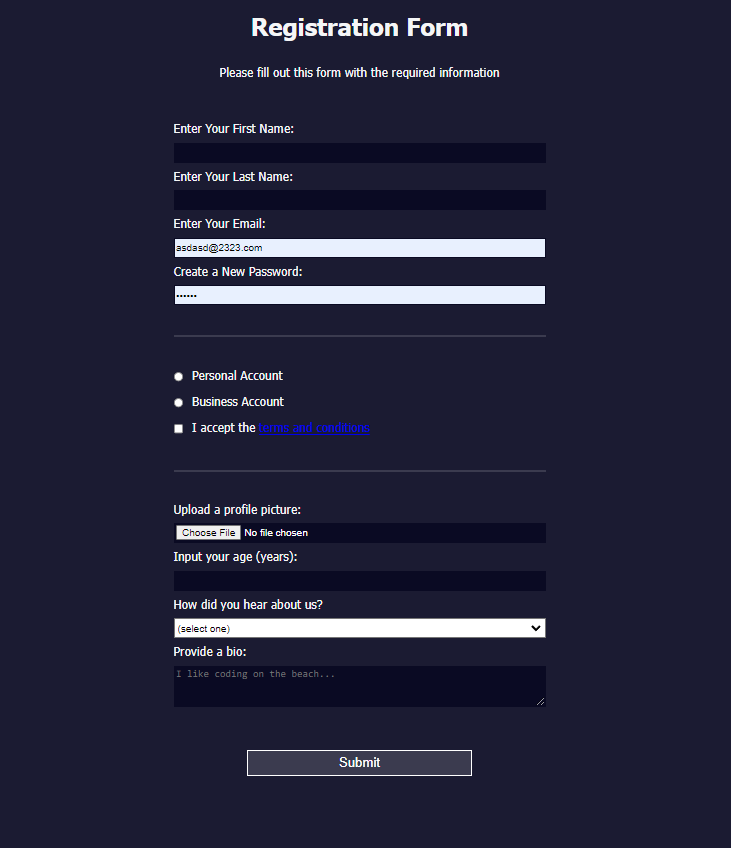 Registration Form
Please fill out this form with the required information
Enter Your First Name:
Enter Your Last Name:
Enter Your Email:
asdasd@2323.com
Create a New Password:
••••••
Personal Account
Business Account
I accept the terms and conditions
Upload a profile picture:
Choose File No file chosen
Input your age (years):
How did you hear about us?
(select one)
Provide a bio:
I like coding on the beach...
Submit